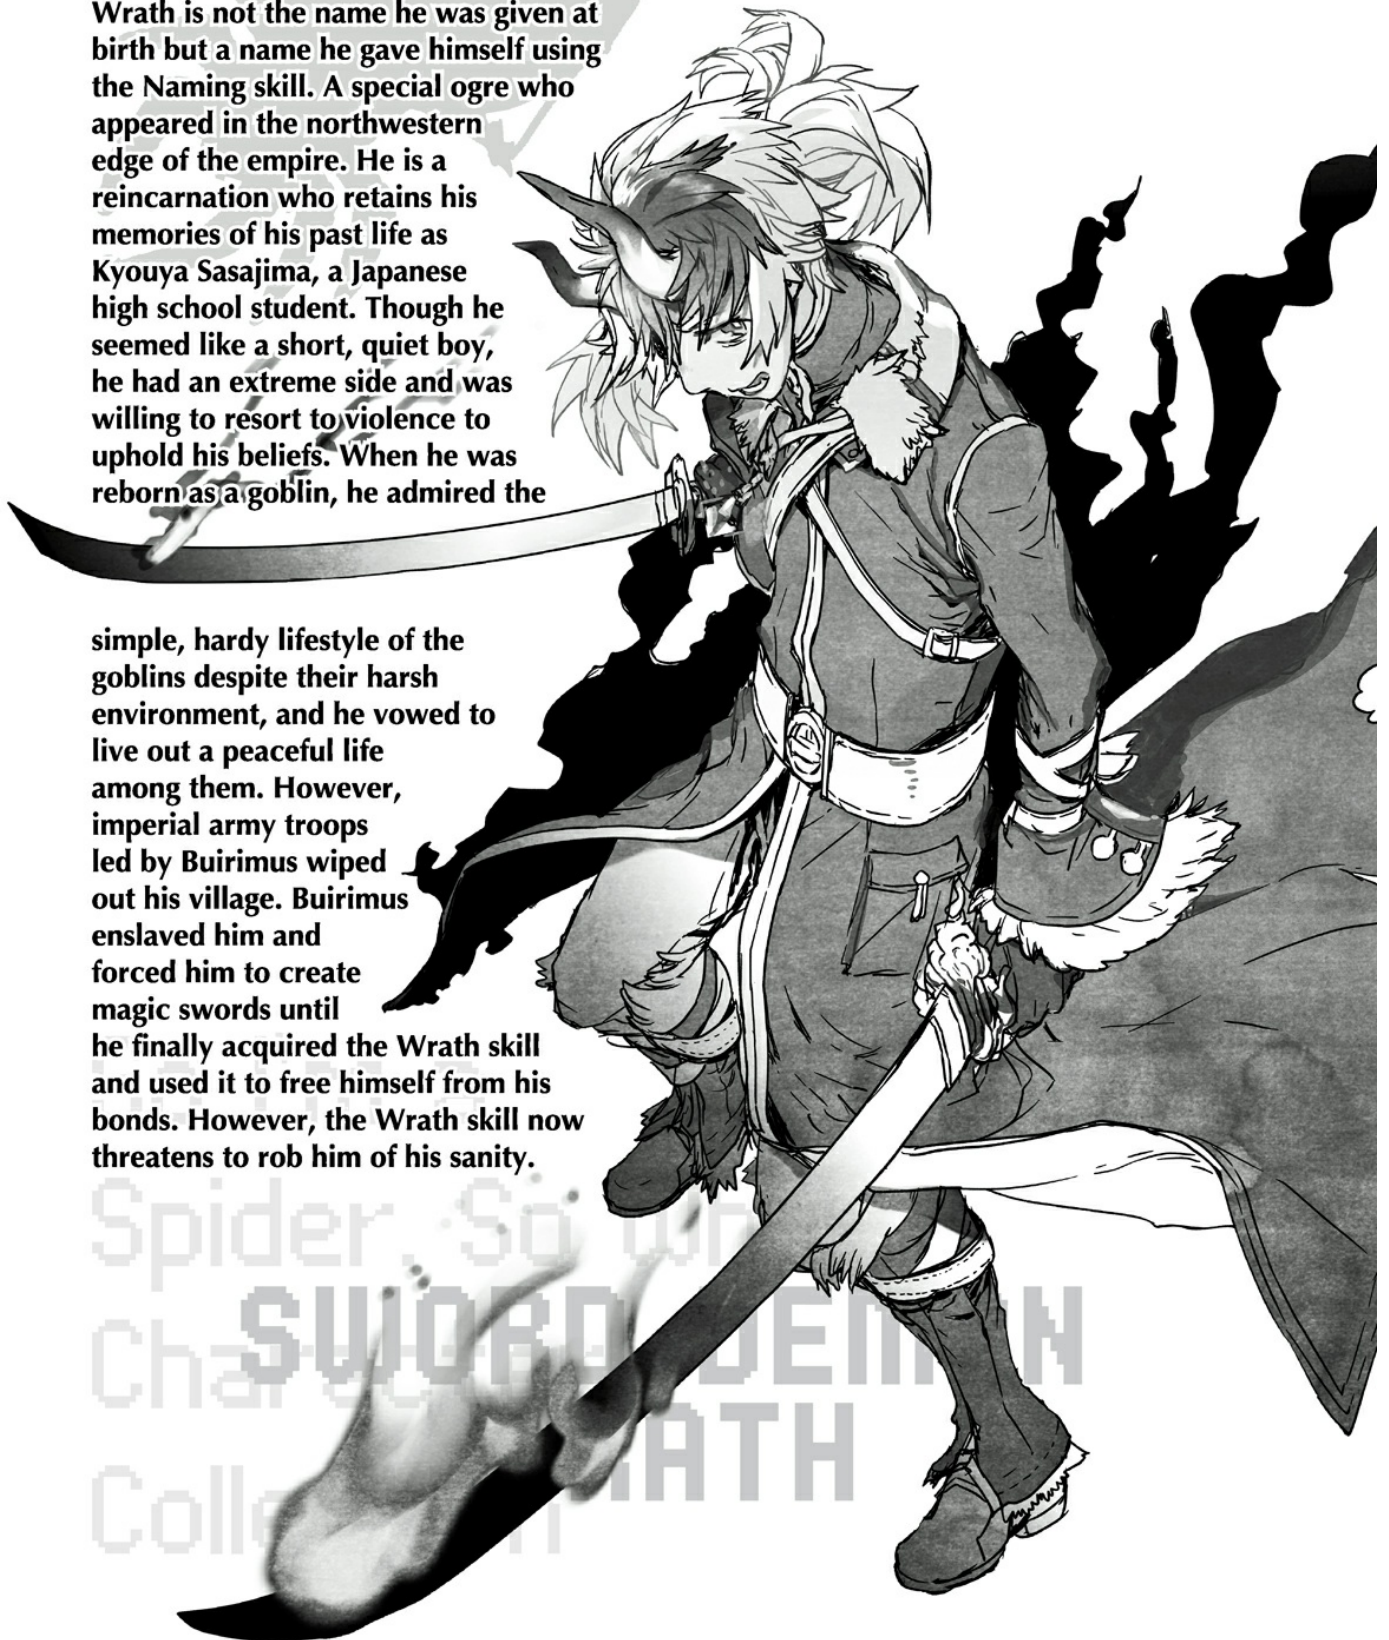 Wrath is not the name he was given at
birth but a name he gave himself using
the Naming skill. A special ogre who
appeared in the northwestern
edge of the empire. He is a
reincarnation who retains his
memories of his past life as
Kyouya Sasajima, a Japanese
high school student. Though he
seemed like a short, quiet boy,
he had an extreme side and was
willing to resort to violence to
uphold his beliefs. When he was
reborn as a goblin, he admired the
simple, hardy lifestyle of the
goblins despite their harsh
environment, and he vowed to
live out a peaceful life
among them. However,
imperial army troops
led by Buirimus wiped
out his village. Buirimus
enslaved him and
forced him to create
magic swords until
he finally acquired the Wrath skill
and used it to free himself from his
bonds. However, the Wrath skill now
threatens to rob him of his sanity.
Spider, So
SWORD DEMON